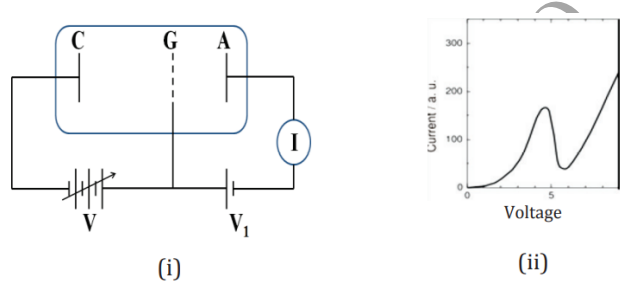 C G A
I
V V1
(i)
Current / a. u.
300
200
100
0
0 5
Voltage
(ii)